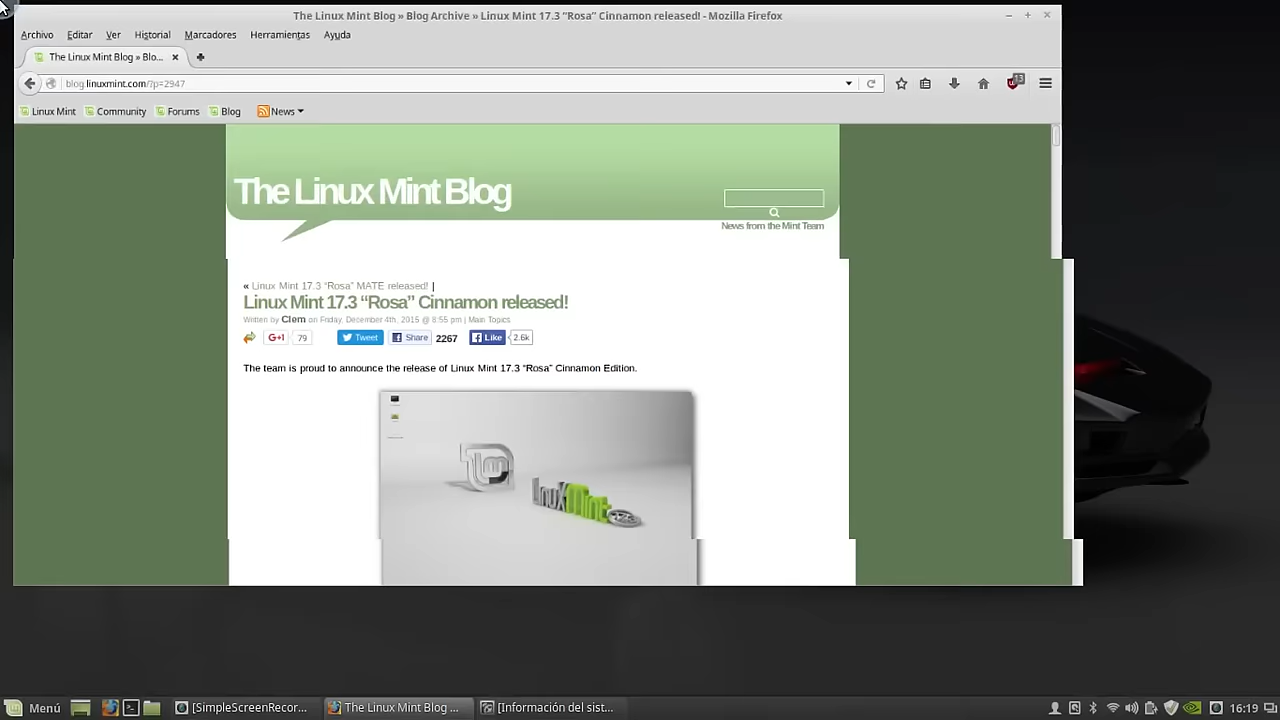 The Linux Mint Blog » Blog Archive » Linux Mint 17.3 “Rosa” Cinnamon released! - Mozilla Firefox
Archivo Editar Ver Historial Marcadores Herramientas Ayuda
The Linux Mint Blog » Blo...
blog.linuxmint.com/?p=2947
13
Linux Mint Community Forums Blog News
The Linux Mint Blog
News from the Mint Team
« Linux Mint 17.3 “Rosa” MATE released! |
Linux Mint 17.3 “Rosa” Cinnamon released!
Written by Clem on Friday, December 4th, 2015 @ 8:55 pm | Main Topics
G+1 79 Tweet Share 2267 Like 2.6k
The team is proud to announce the release of Linux Mint 17.3 “Rosa” Cinnamon Edition.
LinuxMint
Menú [SimpleScreenRecor... The Linux Mint Blog ... [Información del sist... 16:19